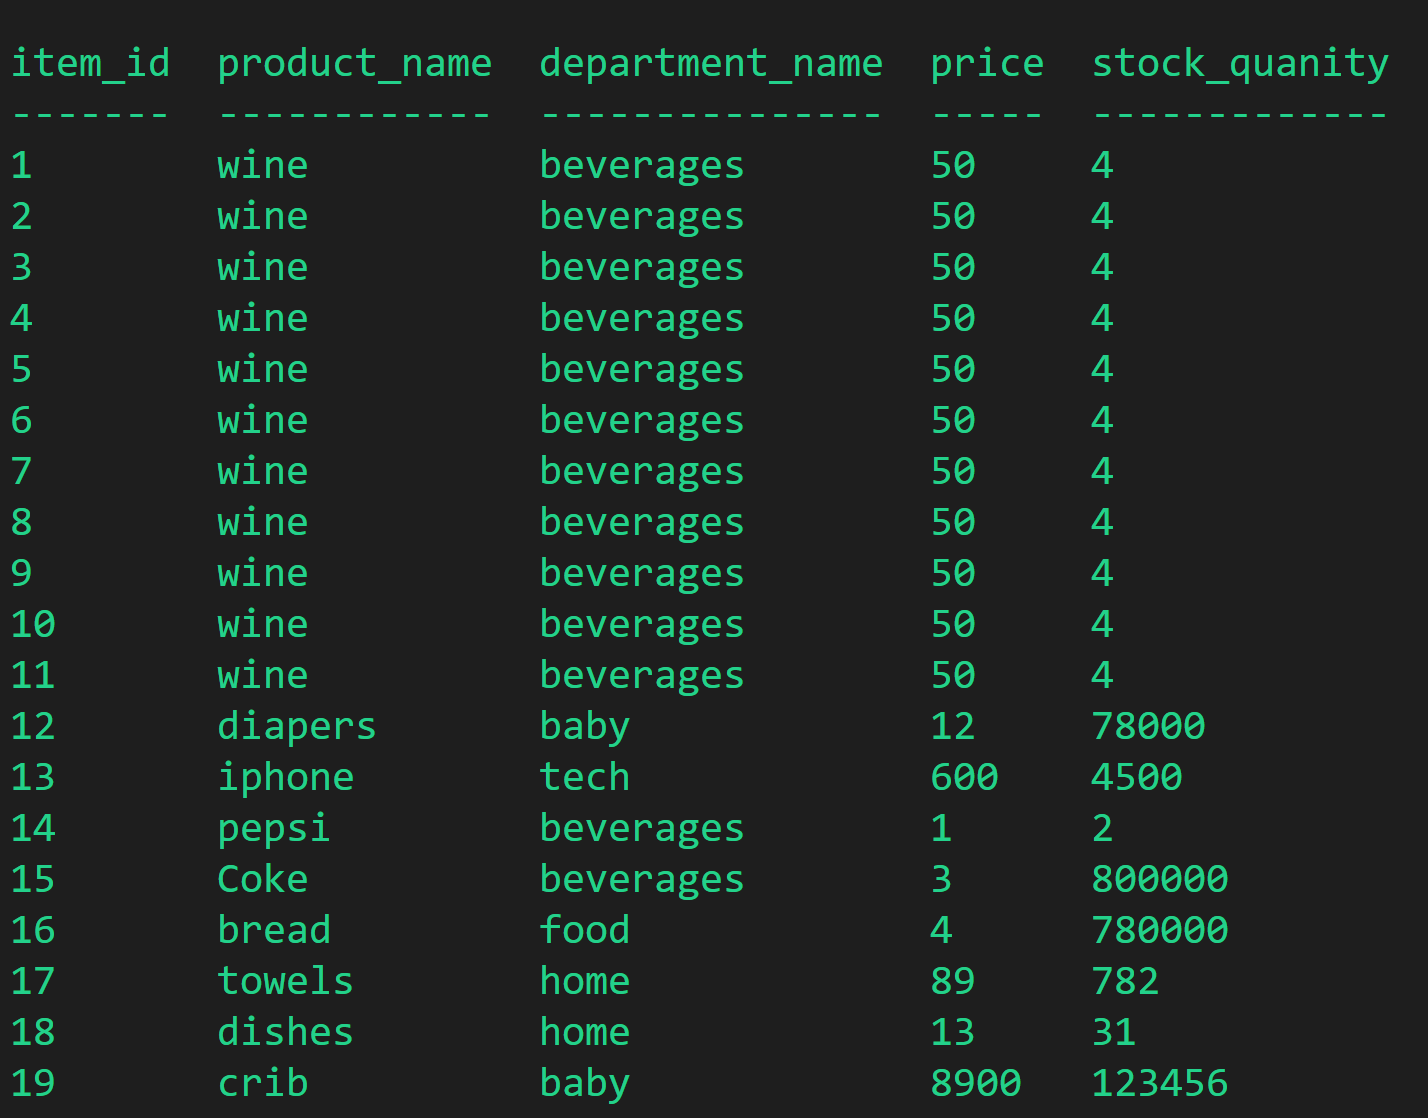 item_id  product_name  department_name  price  stock_quanity
-------  ------------  ---------------  -----  -------------
1        wine          beverages        50     4
2        wine          beverages        50     4
3        wine          beverages        50     4
4        wine          beverages        50     4
5        wine          beverages        50     4
6        wine          beverages        50     4
7        wine          beverages        50     4
8        wine          beverages        50     4
9        wine          beverages        50     4
10       wine          beverages        50     4
11       wine          beverages        50     4
12       diapers       baby             12     78000
13       iphone        tech             600    4500
14       pepsi         beverages        1      2
15       Coke          beverages        3      800000
16       bread         food             4      780000
17       towels        home             89     782
18       dishes        home             13     31
19       crib          baby             8900   123456